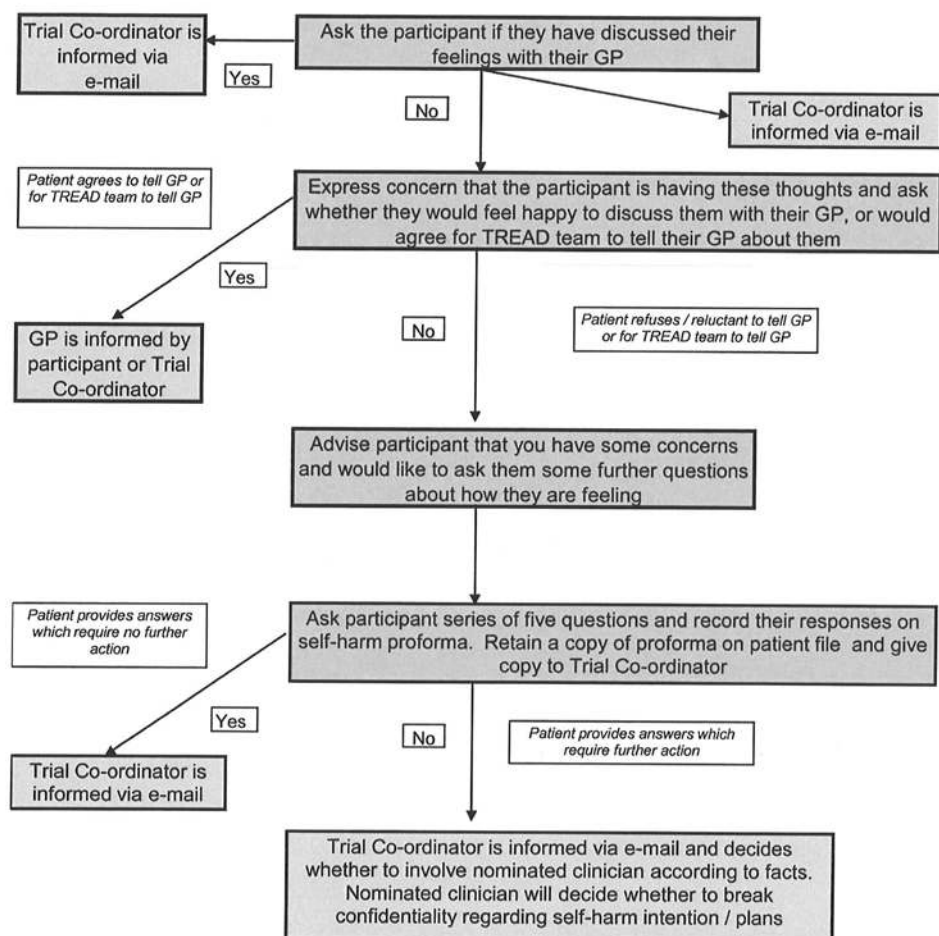 Trial Co-ordinator is
informed via
e-mail
Yes
Ask the participant if they have discussed their
feelings with their GP
No
Trial Co-ordinator is
informed via e-mail
Patient agrees to tell GP or
for TREAD team to tell GP
Express concern that the participant is having these thoughts and ask
whether they would feel happy to discuss them with their GP, or would
agree for TREAD team to tell their GP about them
Yes
No
Patient refuses / reluctant to tell GP
or for TREAD team to tell GP
GP is informed by
participant or Trial
Co-ordinator
Advise participant that you have some concerns
and would like to ask them some further questions
about how they are feeling
Patient provides answers
which require no further
action
Ask participant series of five questions and record their responses on
self-harm proforma. Retain a copy of proforma on patient file and give
copy to Trial Co-ordinator
Yes
No
Patient provides answers which
require further action
Trial Co-ordinator is
informed via e-mail
Trial Co-ordinator is informed via e-mail and decides
whether to involve nominated clinician according to facts.
Nominated clinician will decide whether to break
confidentiality regarding self-harm intention / plans